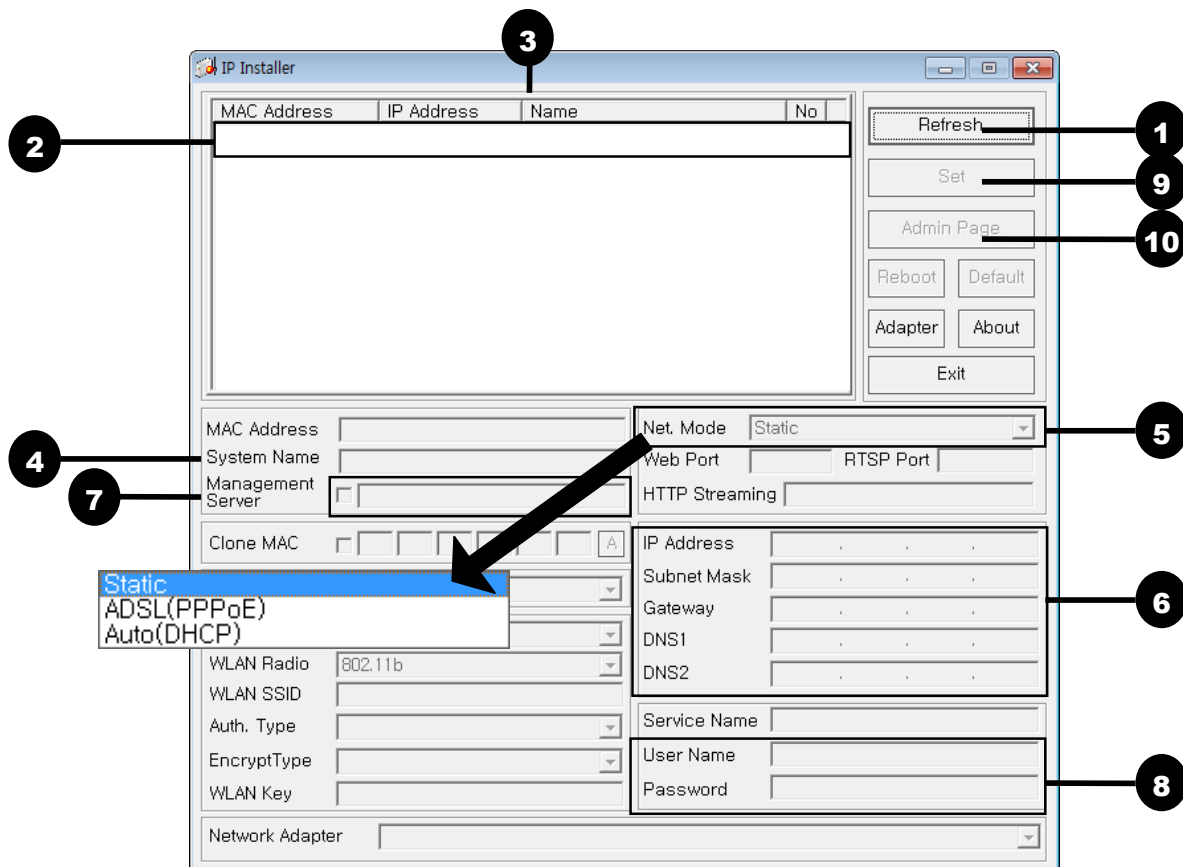 3
IP Installer
MAC Address IP Address Name No
Refresh 1
2
Set 9
Admin Page 10
Reboot Default
Adapter About
Exit
MAC Address
Net. Mode Static 5
4 System Name
Web Port RTSP Port
7 Management Server
HTTP Streaming
Clone MAC A
IP Address . . .
Static
ADSL(PPPoE)
Auto(DHCP)
Subnet Mask . . .
Gateway . . . 6
DNS1 . . .
DNS2 . . .
WLAN Radio 802.11b
WLAN SSID
Auth. Type
EncryptType
WLAN Key
Service Name
User Name
Password 8
Network Adapter